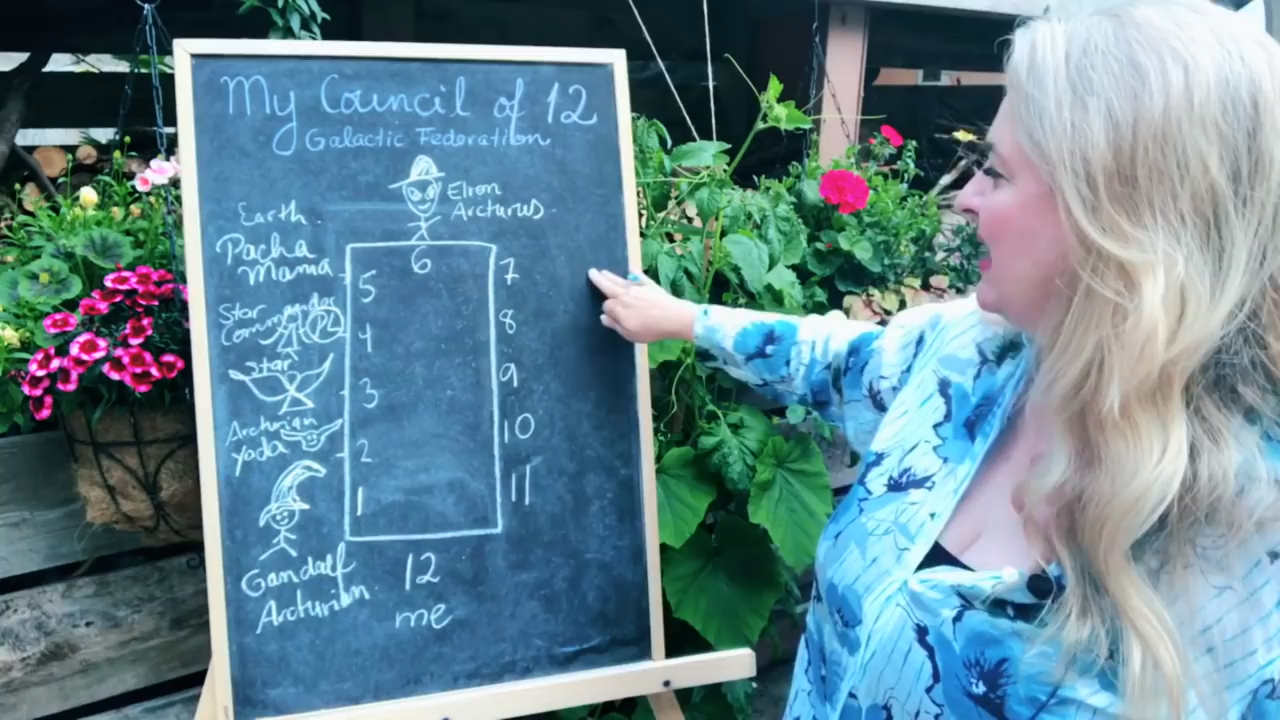 My Council of 12
Galactic Federation
Elron
Arcturus.
Earth.
Pacha
Mama
6
5
7
Star
Commander
PL
4
8
Star
3
9
Arcturian
Yoda
2
10
1
11
Gandalf
Arcturian.
12
me